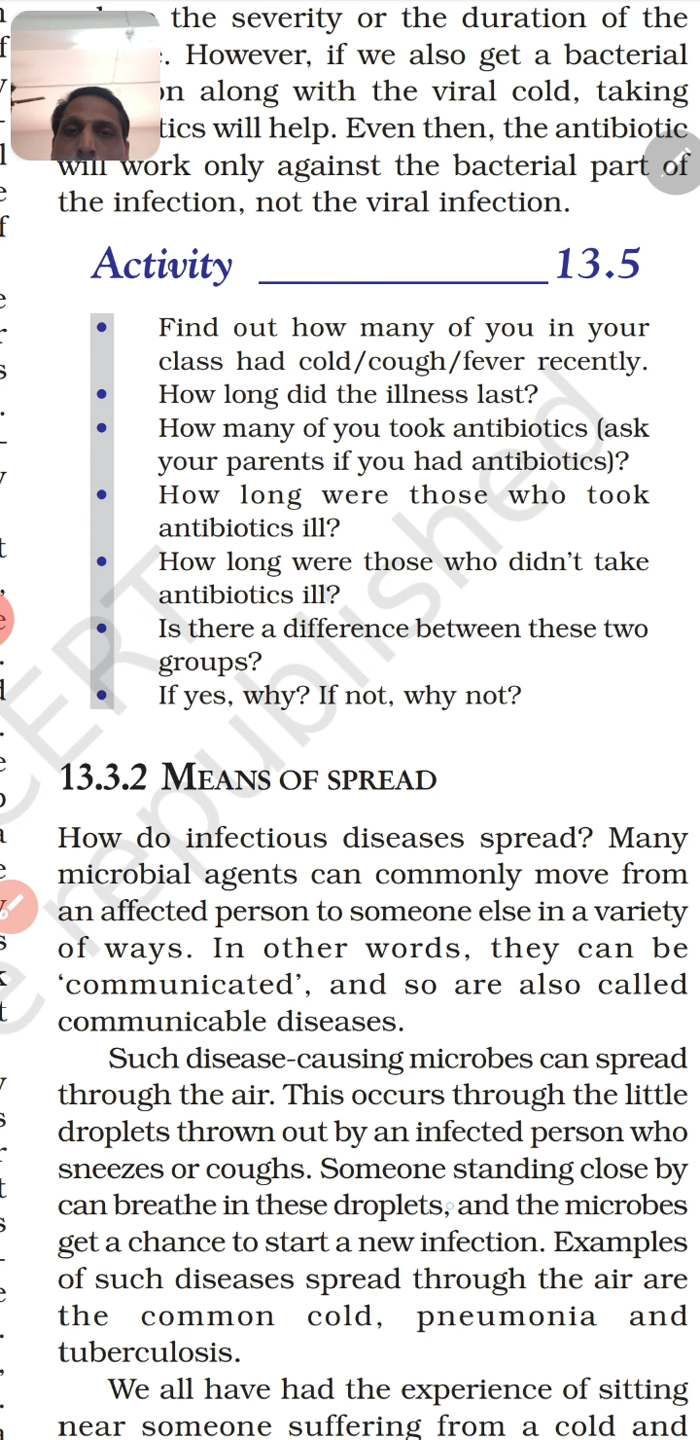 the severity or the duration of the
. However, if we also get a bacterial
on along with the viral cold, taking
tics will help. Even then, the antibiotic
will work only against the bacterial part of
the infection, not the viral infection.
Activity 13.5
• Find out how many of you in your
class had cold/cough/fever recently.
• How long did the illness last?
• How many of you took antibiotics (ask
your parents if you had antibiotics)?
• How long were those who took
antibiotics ill?
• How long were those who didn’t take
antibiotics ill?
• Is there a difference between these two
groups?
• If yes, why? If not, why not?
13.3.2 MEANS OF SPREAD
How do infectious diseases spread? Many
microbial agents can commonly move from
an affected person to someone else in a variety
of ways. In other words, they can be
‘communicated’, and so are also called
communicable diseases.
Such disease-causing microbes can spread
through the air. This occurs through the little
droplets thrown out by an infected person who
sneezes or coughs. Someone standing close by
can breathe in these droplets, and the microbes
get a chance to start a new infection. Examples
of such diseases spread through the air are
the common cold, pneumonia and
tuberculosis.
We all have had the experience of sitting
near someone suffering from a cold and
CERT
e republished